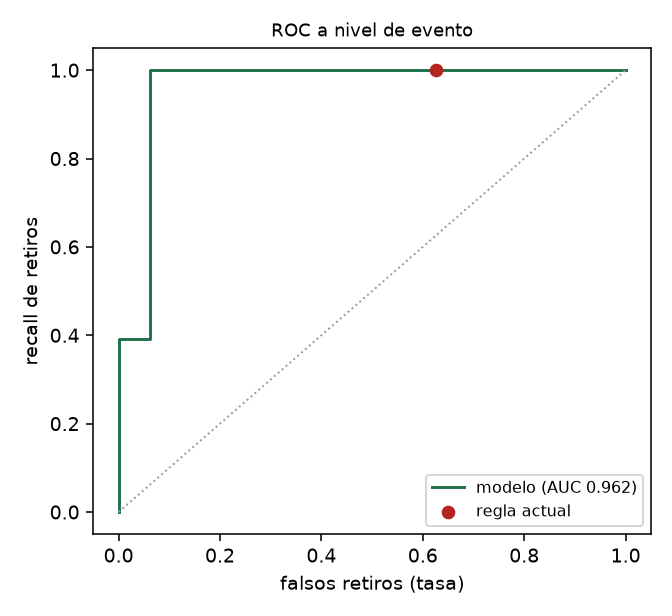 ROC a nivel de evento
recall de retiros
1.0
0.8
0.6
0.4
0.2
0.0
0.0 0.2 0.4 0.6 0.8 1.0
falsos retiros (tasa)
modelo (AUC 0.962)
regla actual